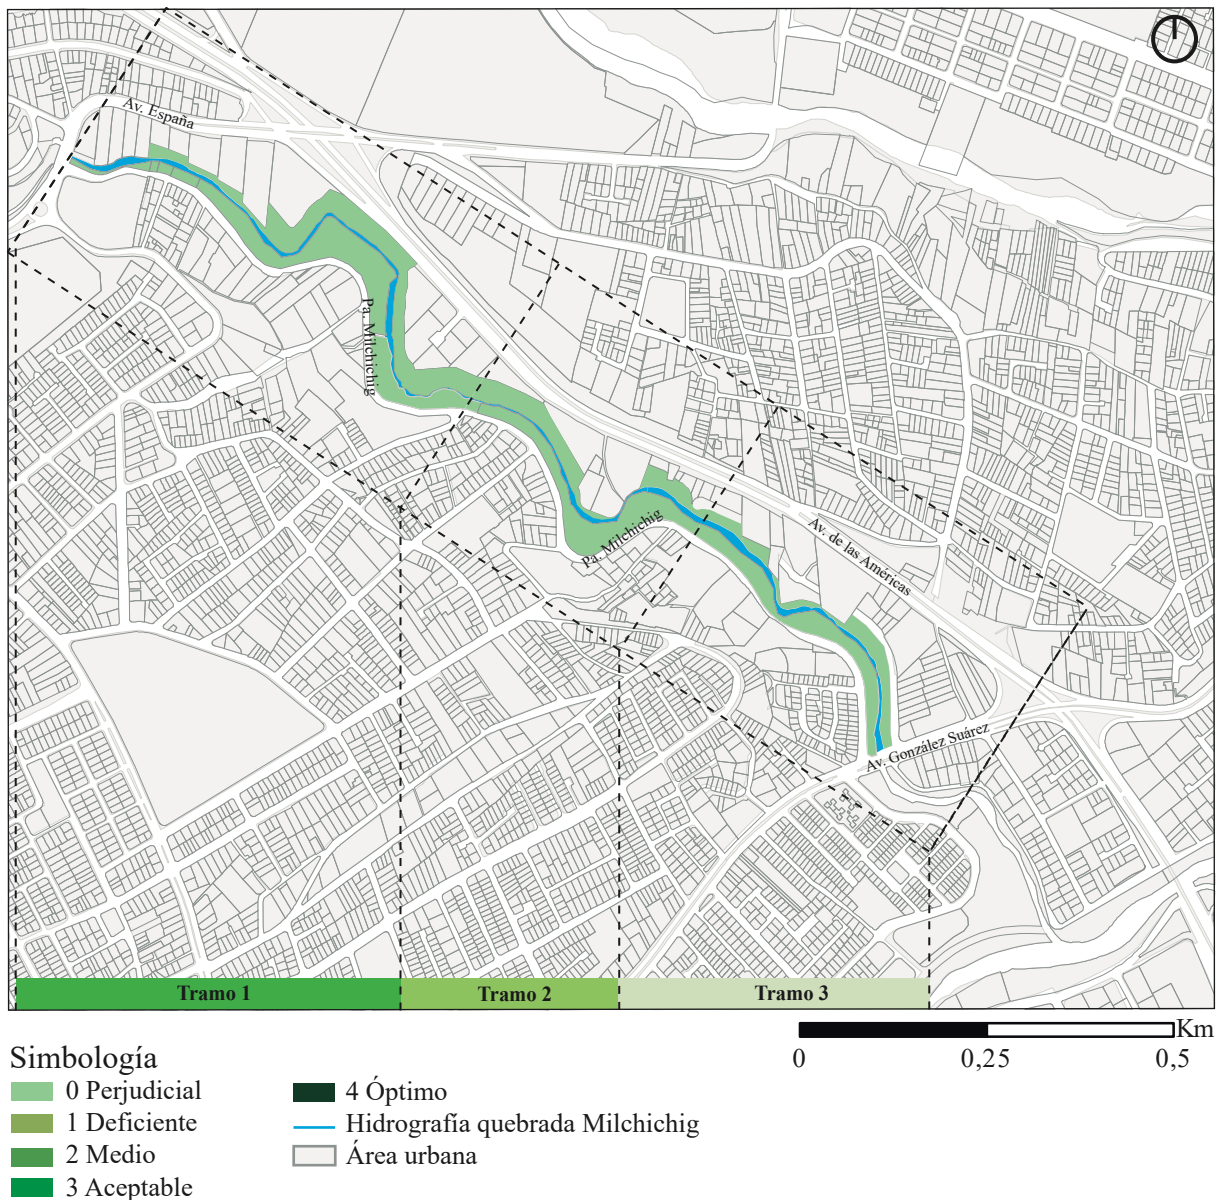 Av. España
Pa. Milchichig
Pa. Milchichig
Av. de las Américas
Av. González Suárez
Tramo 1
Tramo 2
Tramo 3
Km
0
0,25
0,5
Simbología
0 Perjudicial
1 Deficiente
2 Medio
3 Aceptable
4 Óptimo
Hidrografía quebrada Milchichig
Área urbana